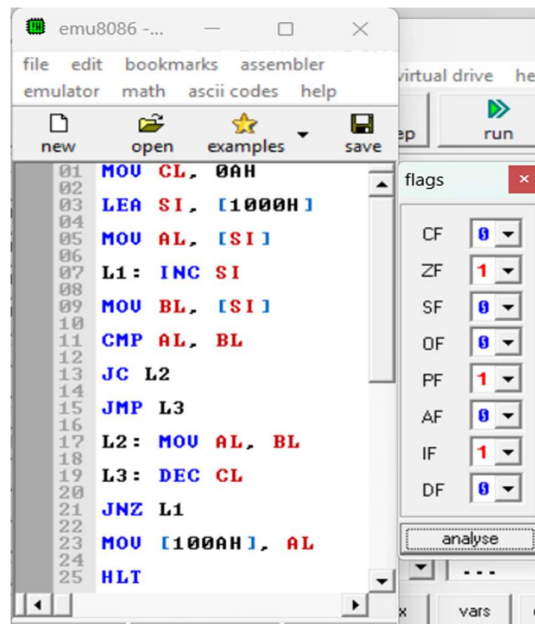 emu8086 -...
file edit bookmarks assembler
emulator math ascii codes help
new open examples save
01 MOV CL, 0AH
02
03 LEA SI, [1000H]
04
05 MOV AL, [SI]
06
07 L1: INC SI
08
09 MOV BL, [SI]
10
11 CMP AL, BL
12
13 JC L2
14
15 JMP L3
16
17 L2: MOV AL, BL
18
19 L3: DEC CL
20
21 JNZ L1
22
23 MOV [100AH], AL
24
25 HLT
virtual drive he
ep run
flags
CF 0
ZF 1
SF 0
OF 0
PF 1
AF 0
IF 1
DF 0
analyse
...
x vars